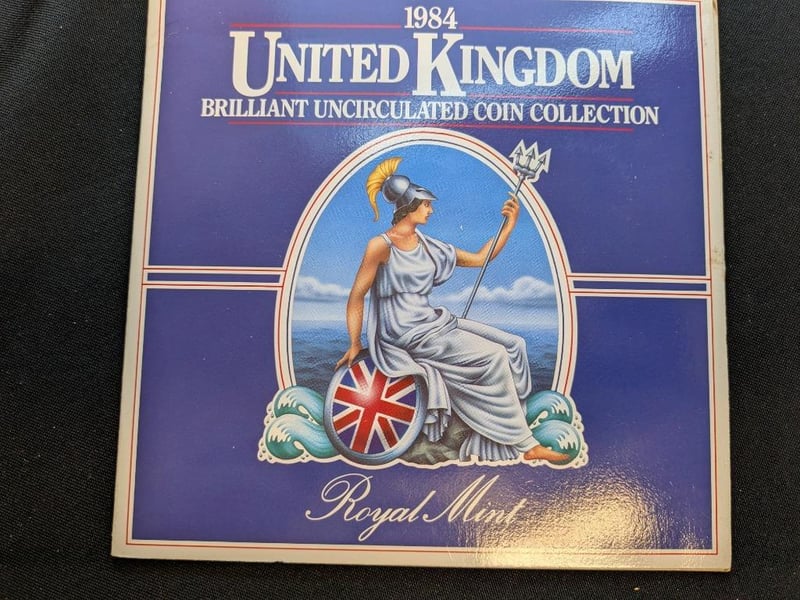 1984
UNITED KINGDOM
BRILLIANT UNCIRCULATED COIN COLLECTION
Royal Mint